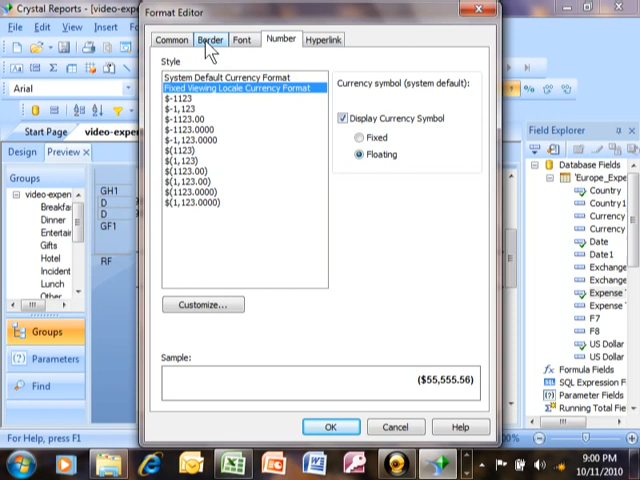 Crystal Reports - [video-expen
Format Editor
File Edit View Insert
Common Border Font Number Hyperlink
Style
System Default Currency Format
Fixed Viewing Locale Currency Format
$-1123
$-1,123
$-1123.00
$-1123.0000
$-1,123.0000
$(1123)
$(1,123)
$(1123.00)
$(1,123.00)
$(1123.0000)
$(1,123.0000)
Currency symbol (system default):
Display Currency Symbol
Fixed
Floating
Customize...
Sample:
($55,555.56)
OK Cancel Help
Arial
Start Page video-expen
Design Preview ×
Groups
video-expen
Breakfa
Dinner
Entertair
Gifts
Hotel
Incident
Lunch
Other
GH1
D
D
GF1
RF
Groups
Parameters
Find
For Help, press F1
Field Explorer
Database Fields
'Europe_Expe
Country
Country1
Currency
Currency
Date
Date1
Exchange
Exchange
Expense
Expense
F7
F8
US Dollar
US Dollar
Formula Fields
SQL Expression F
Parameter Fields
Running Total Fie
9:00 PM
10/11/2010